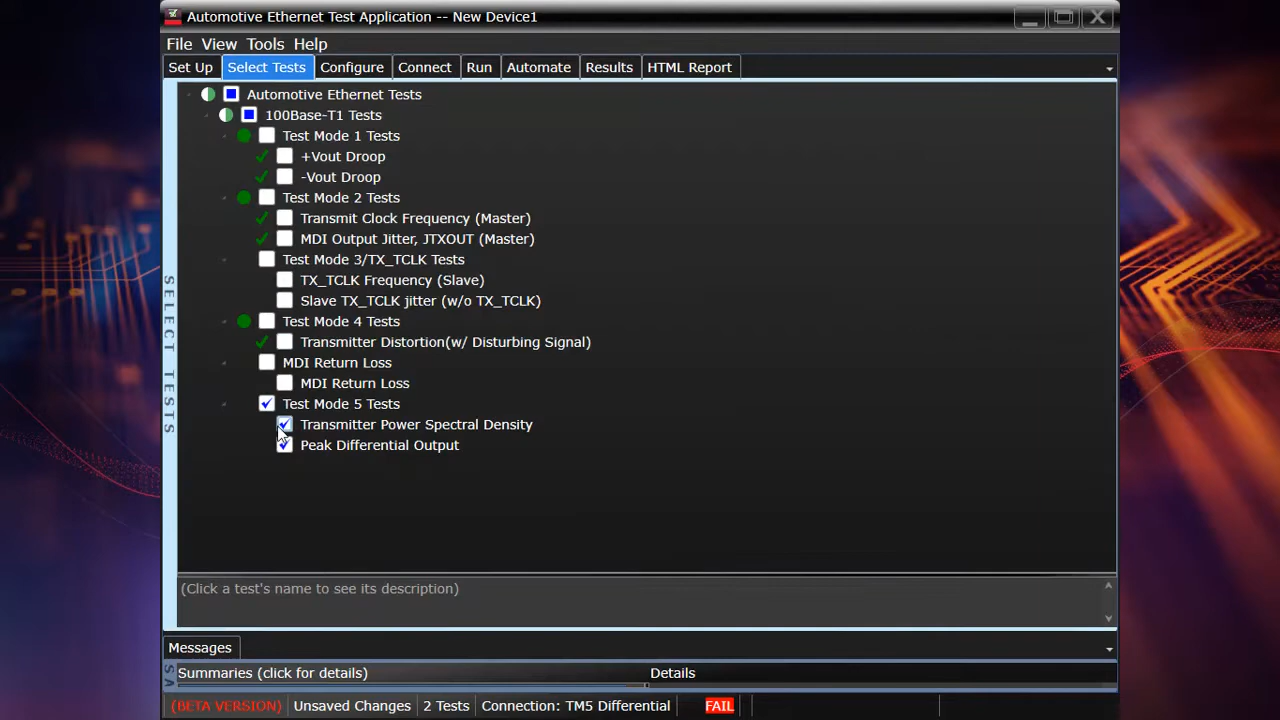 Automotive Ethernet Test Application -- New Device1
File View Tools Help
Set Up Select Tests Configure Connect Run Automate Results HTML Report
SELECT TESTS
Automotive Ethernet Tests
100Base-T1 Tests
Test Mode 1 Tests
+Vout Droop
-Vout Droop
Test Mode 2 Tests
Transmit Clock Frequency (Master)
MDI Output Jitter, JTXOUT (Master)
Test Mode 3/TX_TCLK Tests
TX_TCLK Frequency (Slave)
Slave TX_TCLK jitter (w/o TX_TCLK)
Test Mode 4 Tests
Transmitter Distortion(w/ Disturbing Signal)
MDI Return Loss
MDI Return Loss
Test Mode 5 Tests
Transmitter Power Spectral Density
Peak Differential Output
(Click a test's name to see its description)
Messages
Summaries (click for details) Details
(BETA VERSION) Unsaved Changes 2 Tests Connection: TM5 Differential FAIL